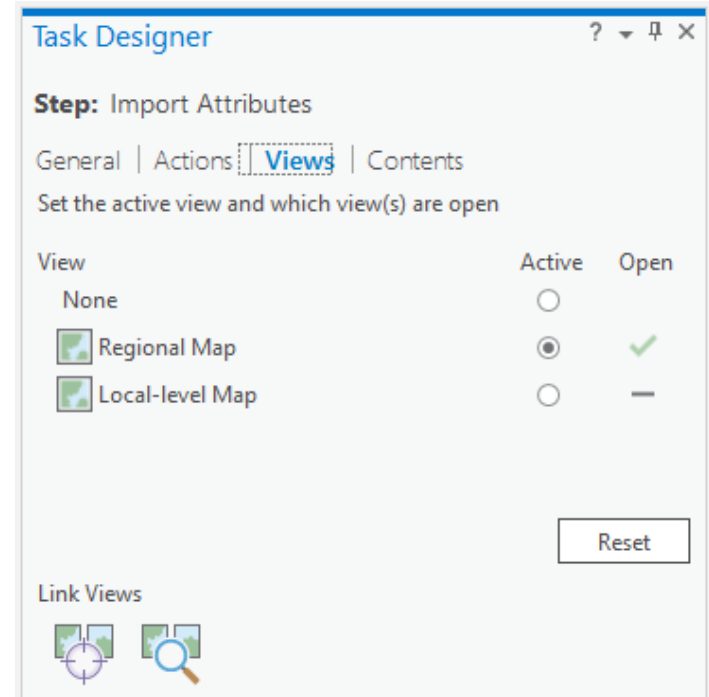 Task Designer ?
Step: Import Attributes
General | Actions | Views | Contents
Set the active view and which view(s) are open
View Active Open
None
Regional Map
Local-level Map
Reset
Link Views